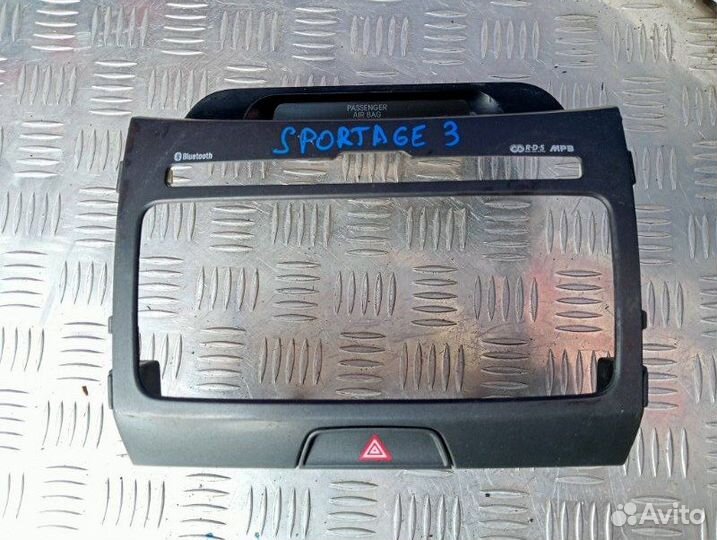 PASSENGER
AIR BAG
SPORTAGE 3
Bluetooth
R·D·S MP3
Avito